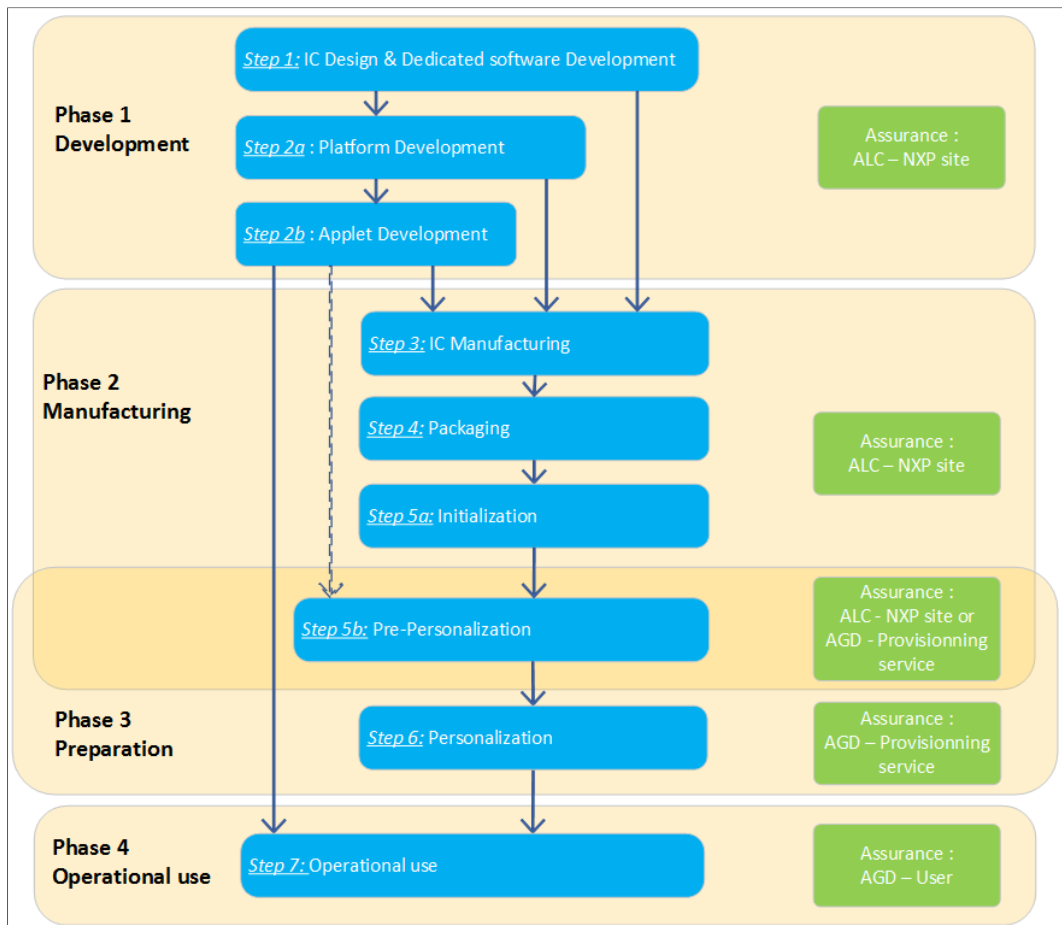 Step 1: IC Design & Dedicated software Development
Phase 1
Development
Assurance :
ALC – NXP site
Step 2a : Platform Development
Step 2b : Applet Development
Step 3: IC Manufacturing
Phase 2
Manufacturing
Step 4: Packaging
Assurance :
ALC – NXP site
Step 5a: Initialization
Assurance :
ALC - NXP site or
AGD - Provisionning
service
Step 5b: Pre-Personalization
Phase 3
Preparation
Step 6: Personalization
Assurance :
AGD – Provisionning
service
Phase 4
Operational use
Step 7: Operational use
Assurance :
AGD – User